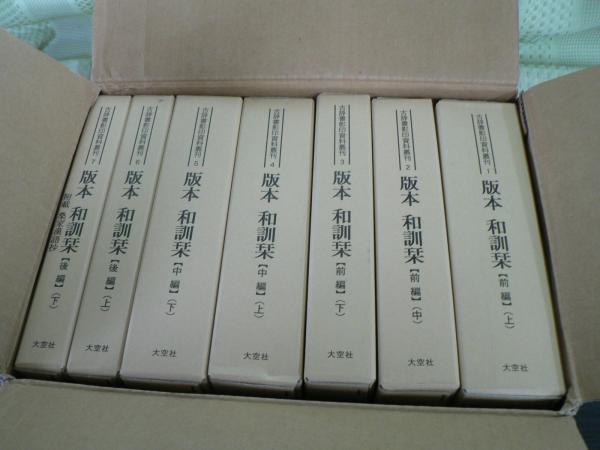 古辞書影印資料叢刊 1
版本 和訓栞【前編】(上)
大空社
古辞書影印資料叢刊 2
版本 和訓栞【前編】(中)
大空社
古辞書影印資料叢刊 3
版本 和訓栞【前編】(下)
大空社
古辞書影印資料叢刊 4
版本 和訓栞【中編】(上)
大空社
古辞書影印資料叢刊 5
版本 和訓栞【中編】(下)
大空社
古辞書影印資料叢刊 6
版本 和訓栞【後編】(上)
大空社
古辞書影印資料叢刊 7
版本 和訓栞【後編】(下)
大空社